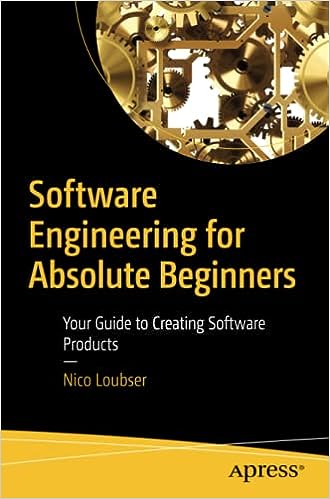 Software
Engineering for
Absolute Beginners
Your Guide to Creating Software
Products
—
Nico Loubser
Apress®